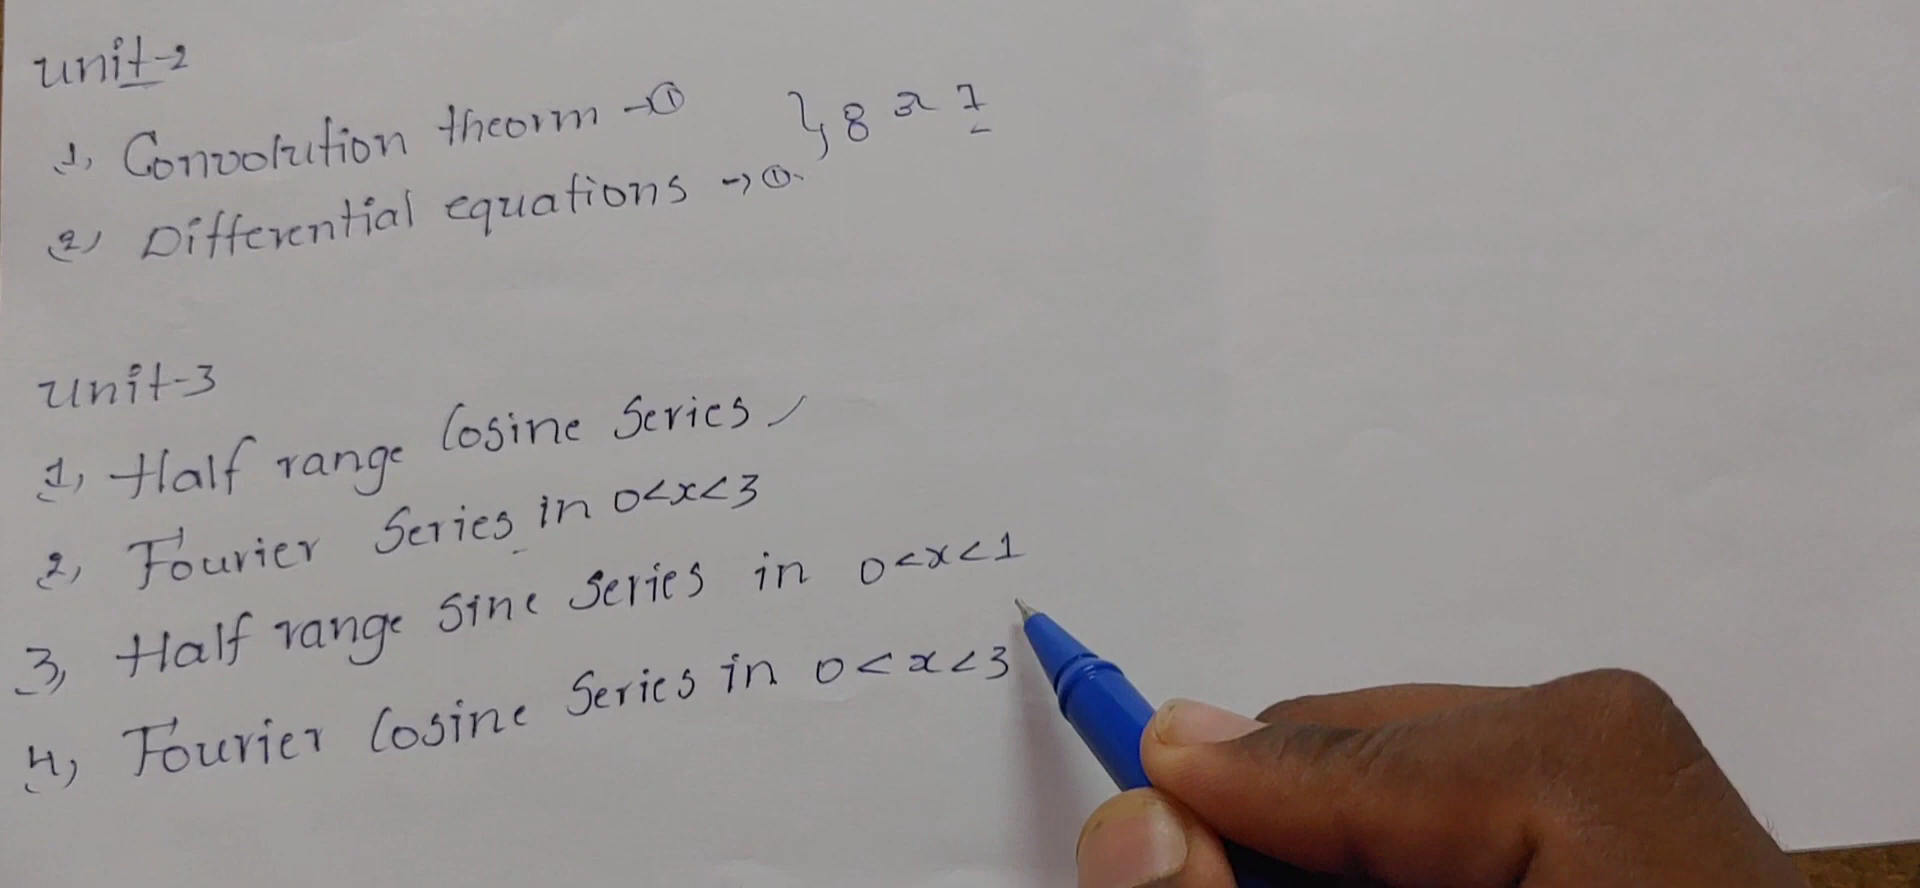 Unit-2
1, Convolution theorm → ①
2, Differential equations → ①. } 8 or 7
Unit-3
1, Half range Cosine Series
2, Fourier Series in 0<x<3
3, Half range Sine Series in 0<x<1
4, Fourier Cosine Series in 0<x<3